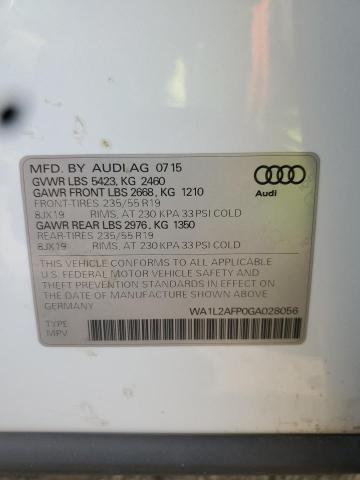 MFD. BY AUDI AG 07 15
GVWR LBS 5423, KG 2460
GAWR FRONT LBS 2668, KG 1210
FRONT-TIRES 235/55 R19
8JX19 RIMS, AT 230 KPA 33 PSI COLD
GAWR REAR LBS 2976, KG 1350
REAR-TIRES 235/55 R19
8JX19 RIMS, AT 230 KPA 33 PSI COLD
Audi
THIS VEHICLE CONFORMS TO ALL APPLICABLE
U.S. FEDERAL MOTOR VEHICLE SAFETY AND
THEFT PREVENTION STANDARDS IN EFFECT ON
THE DATE OF MANUFACTURE SHOWN ABOVE
GERMANY
WA1L2AFP0GA028056
TYPE
MPV